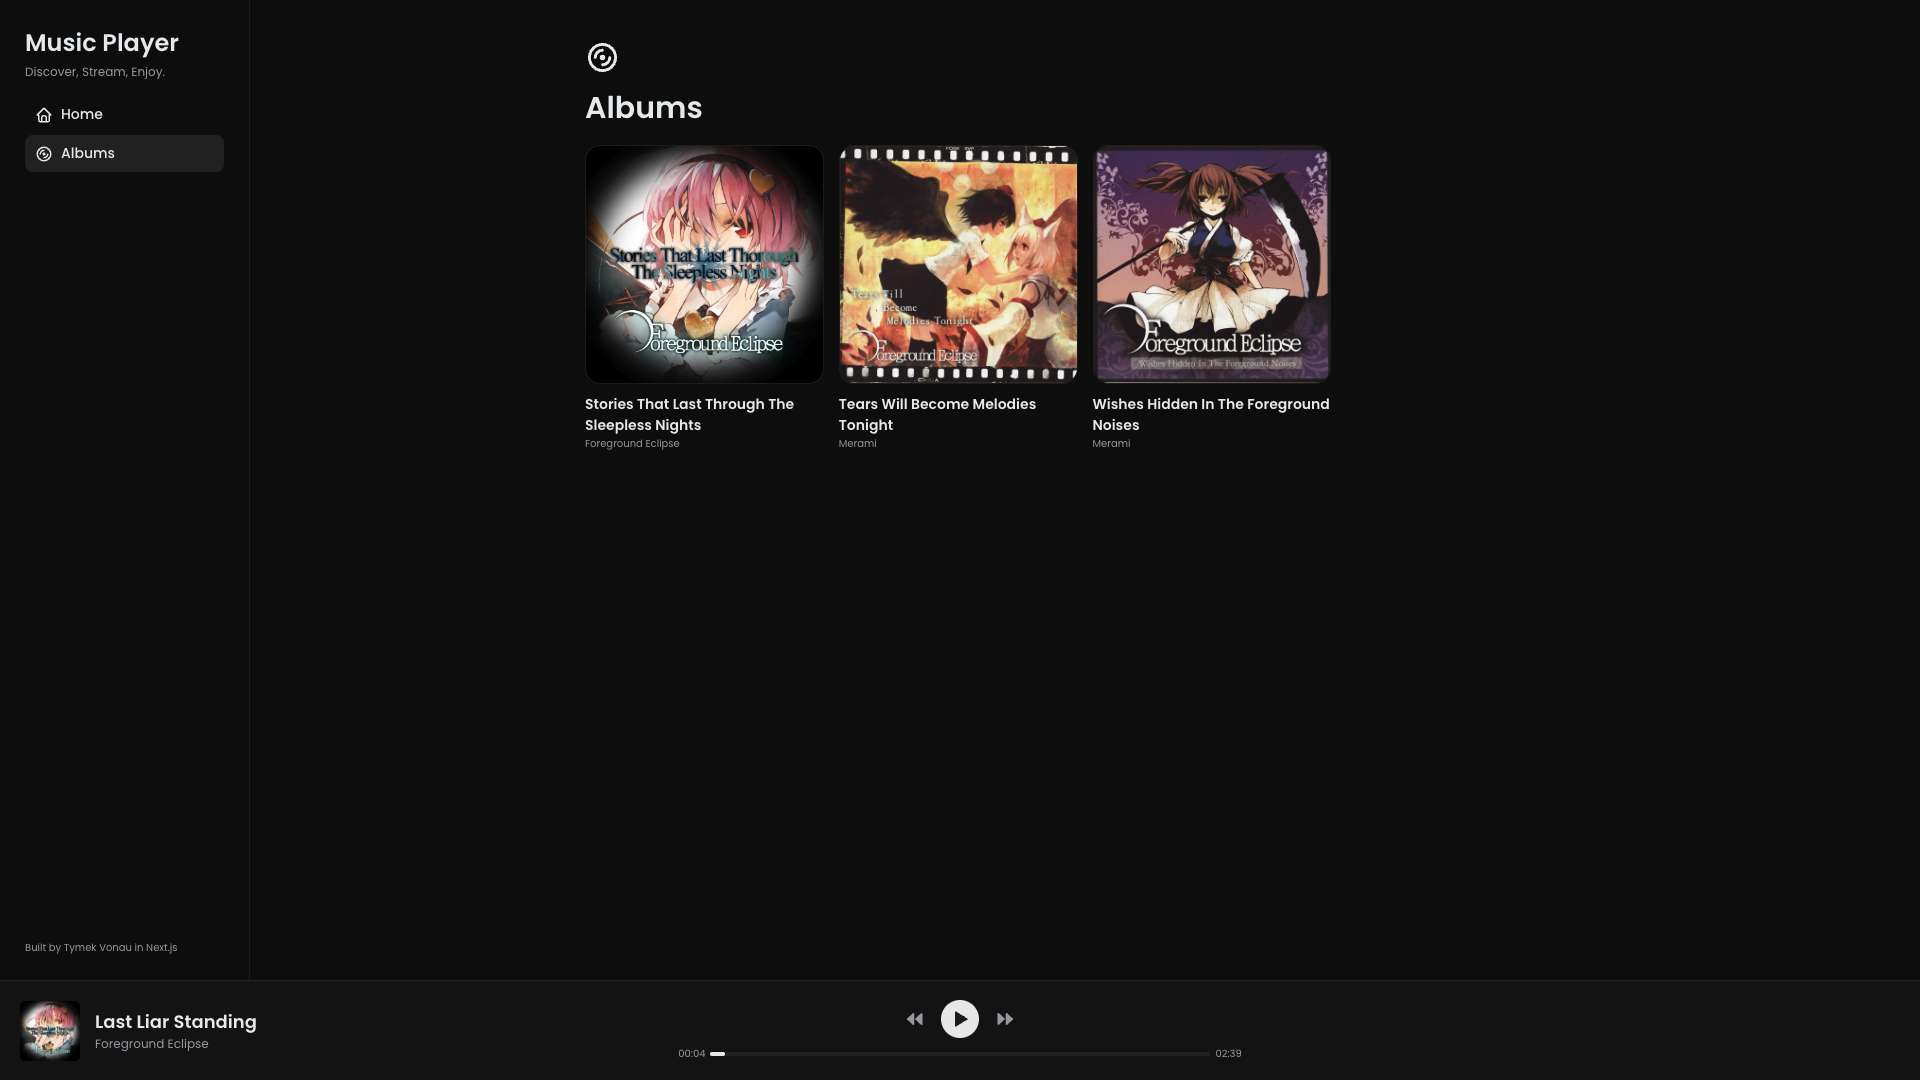 Music Player
Discover, Stream, Enjoy.
Home
Albums
Built by Tymek Vonau in Next.js
Albums
Stories That Last Thorough
The Sleepless Nights
Foreground Eclipse
Tears Will
Become
Melodies Tonight
Foreground Eclipse
Foreground Eclipse
Wishes Hidden In The Foreground Noises
Stories That Last Through The
Sleepless Nights
Foreground Eclipse
Tears Will Become Melodies
Tonight
Merami
Wishes Hidden In The Foreground
Noises
Merami
Last Liar Standing
Foreground Eclipse
00:04
02:39